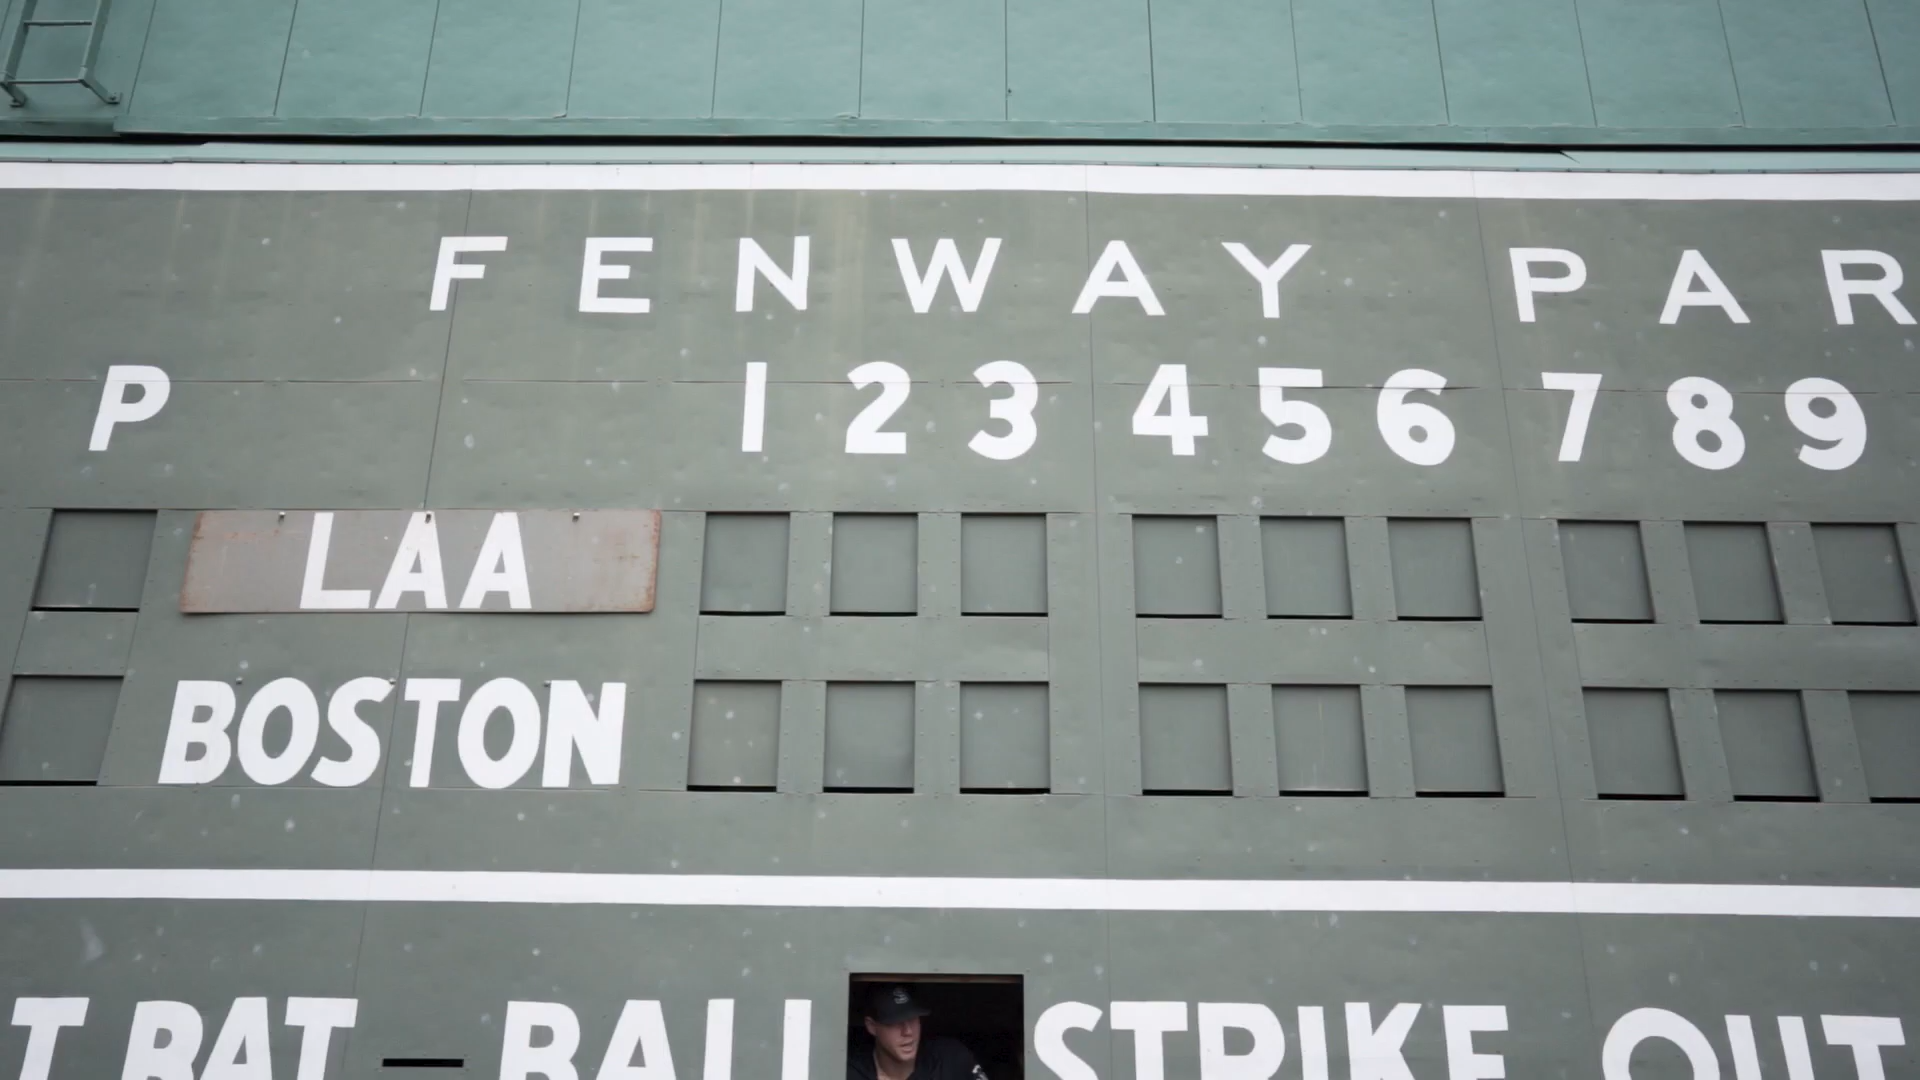 FENWAY PAR
P 1 2 3 4 5 6 7 8 9
LAA
BOSTON
T BAT BALL STRIKE OUT